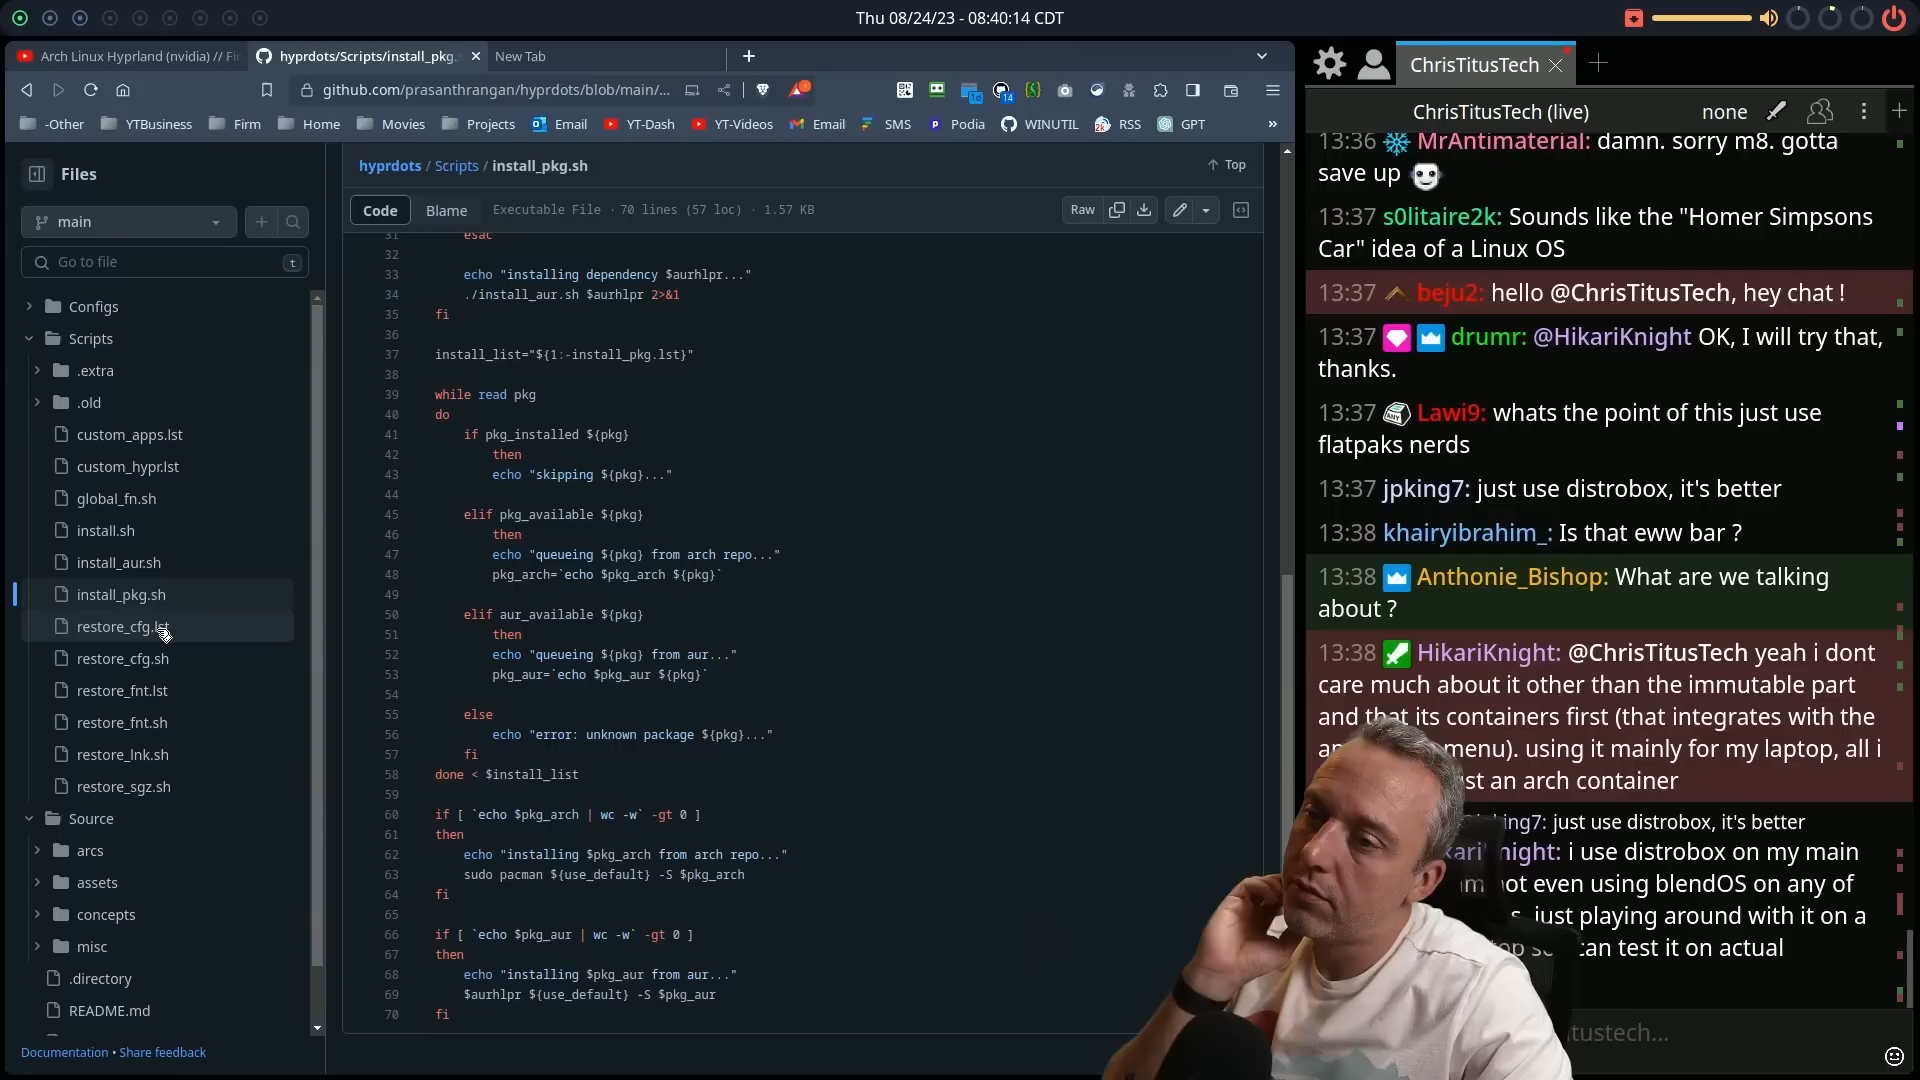 Thu 08/24/23 - 08:40:14 CDT
Arch Linux Hyprland (nvidia) // Fi
hyprdots/Scripts/install_pkg.
New Tab
github.com/prasanthrangan/hyprdots/blob/main/...
1d
14
-Other
YTBusiness
Firm
Home
Movies
Projects
Email
YT-Dash
YT-Videos
Email
SMS
Podia
WINUTIL
RSS
GPT
»
Files
main
Go to file
t
Configs
Scripts
.extra
.old
custom_apps.lst
custom_hypr.lst
global_fn.sh
install.sh
install_aur.sh
install_pkg.sh
restore_cfg.lst
restore_cfg.sh
restore_fnt.lst
restore_fnt.sh
restore_lnk.sh
restore_sgz.sh
Source
arcs
assets
concepts
misc
.directory
README.md
Documentation • Share feedback
hyprdots / Scripts / install_pkg.sh
Top
Code
Blame
Executable File · 70 lines (57 loc) · 1.57 KB
Raw
31 esac
32
33 echo "installing dependency $aurhlpr..."
34 ./install_aur.sh $aurhlpr 2>&1
35 fi
36
37 install_list="${1:-install_pkg.lst}"
38
39 while read pkg
40 do
41 if pkg_installed ${pkg}
42 then
43 echo "skipping ${pkg}..."
44
45 elif pkg_available ${pkg}
46 then
47 echo "queueing ${pkg} from arch repo..."
48 pkg_arch=`echo $pkg_arch ${pkg}`
49
50 elif aur_available ${pkg}
51 then
52 echo "queueing ${pkg} from aur..."
53 pkg_aur=`echo $pkg_aur ${pkg}`
54
55 else
56 echo "error: unknown package ${pkg}..."
57 fi
58 done < $install_list
59
60 if [ `echo $pkg_arch | wc -w` -gt 0 ]
61 then
62 echo "installing $pkg_arch from arch repo..."
63 sudo pacman ${use_default} -S $pkg_arch
64 fi
65
66 if [ `echo $pkg_aur | wc -w` -gt 0 ]
67 then
68 echo "installing $pkg_aur from aur..."
69 $aurhlpr ${use_default} -S $pkg_aur
70 fi
ChrisTitusTech
ChrisTitusTech (live)
none
13:36 MrAntimaterial: damn. sorry m8. gotta
save up
13:37 s0litaire2k: Sounds like the "Homer Simpsons
Car" idea of a Linux OS
13:37 beju2: hello @ChrisTitusTech, hey chat !
13:37 drumr: @HikariKnight OK, I will try that,
thanks.
13:37 Lawi9: whats the point of this just use
flatpaks nerds
13:37 jpking7: just use distrobox, it's better
13:38 khairyibrahim_: Is that eww bar ?
13:38 Anthonie_Bishop: What are we talking
about ?
13:38 HikariKnight: @ChrisTitusTech yeah i dont
care much about it other than the immutable part
and that its containers first (that integrates with the
menu). using it mainly for my laptop, all i
st an arch container
king7: just use distrobox, it's better
kariKnight: i use distrobox on my main
not even using blendOS on any of
s. just playing around with it on a
can test it on actual
itustech...